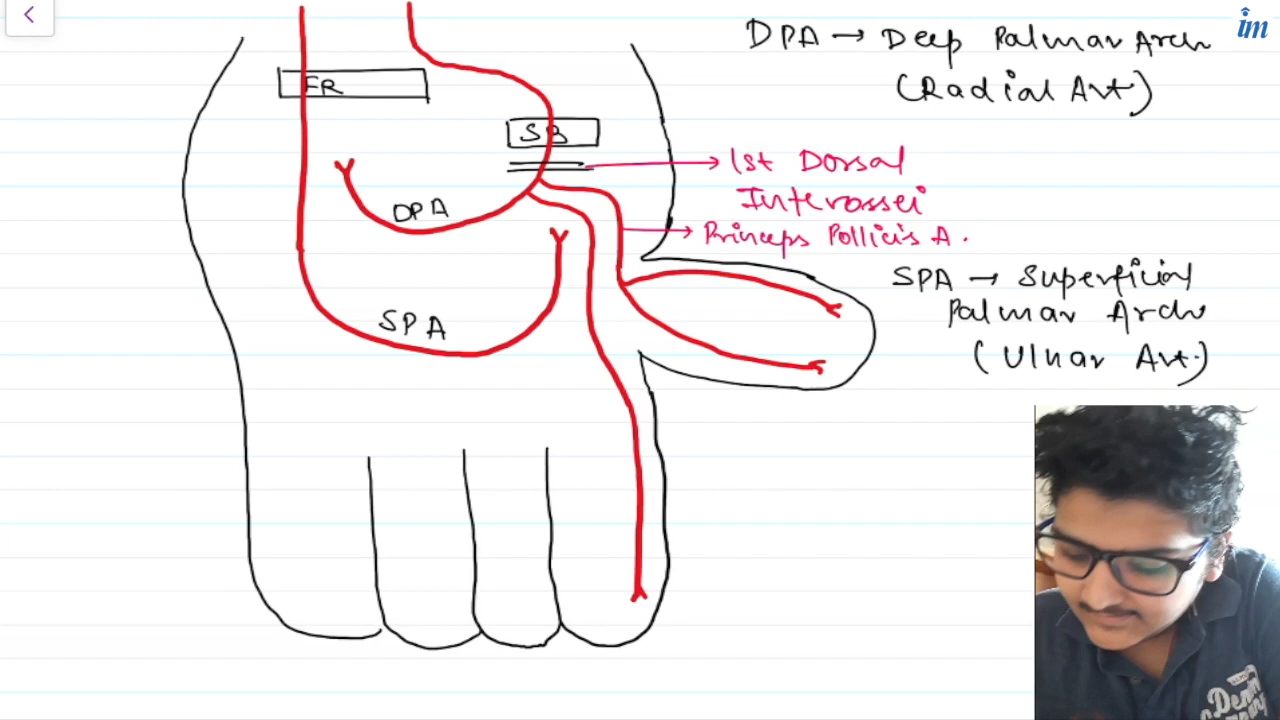 im
DPA → Deep Palmar Arch
(Radial Art)
FR
SB
1st Dorsal
Interossei
Princeps Pollicis A.
DPA
SPA → Superficial
Palmar Arch
(Ulnar Art.)
SPA